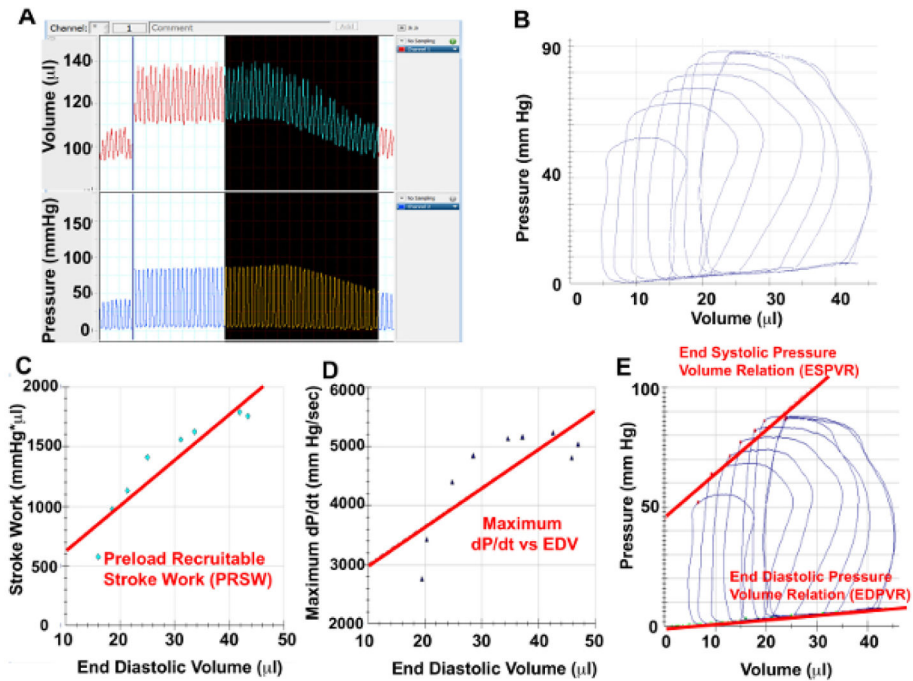 A
Channel: 1 Comment Add
No Sampling
Channel 1
Volume (µl)
140
120
100
No Sampling
Pressure (mmHg)
150
100
50
0
B
Pressure (mm Hg)
90
40
0
0 10 20 30 40
Volume (µl)
C
Stroke Work (mmHg*µl)
2000
1500
1000
500
0
Preload Recruitable
Stroke Work (PRSW)
10 20 30 40 50
End Diastolic Volume (µl)
D
Maximum dP/dt (mm Hg/sec)
6000
5000
4000
3000
2000
Maximum
dP/dt vs EDV
10 20 30 40 50
End Diastolic Volume (µl)
E
End Systolic Pressure
Volume Relation (ESPVR)
Pressure (mm Hg)
100
50
0
End Diastolic Pressure
Volume Relation (EDPVR)
0 10 20 30 40
Volume (µl)